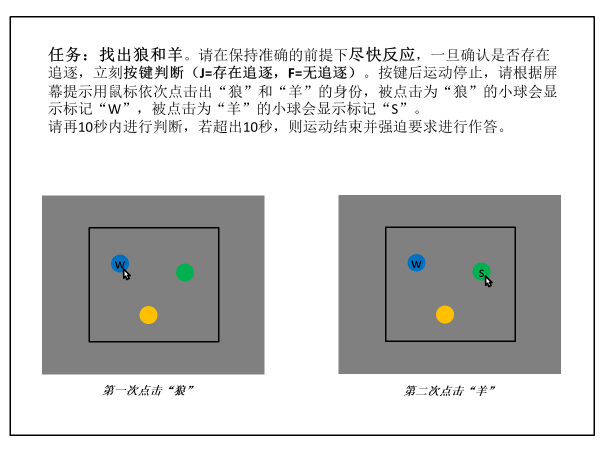 任务：找出狼和羊。请在保持准确的前提下尽快反应，一旦确认是否存在
追逐，立刻按键判断（J=存在追逐，F=无追逐）。按键后运动停止，请根据屏
幕提示用鼠标依次点击出“狼”和“羊”的身份，被点击为“狼”的小球会显
示标记“W”，被点击为“羊”的小球会显示标记“S”。
请再10秒内进行判断，若超出10秒，则运动结束并强迫要求进行作答。
W
W
S
第一次点击“狼”
第二次点击“羊”